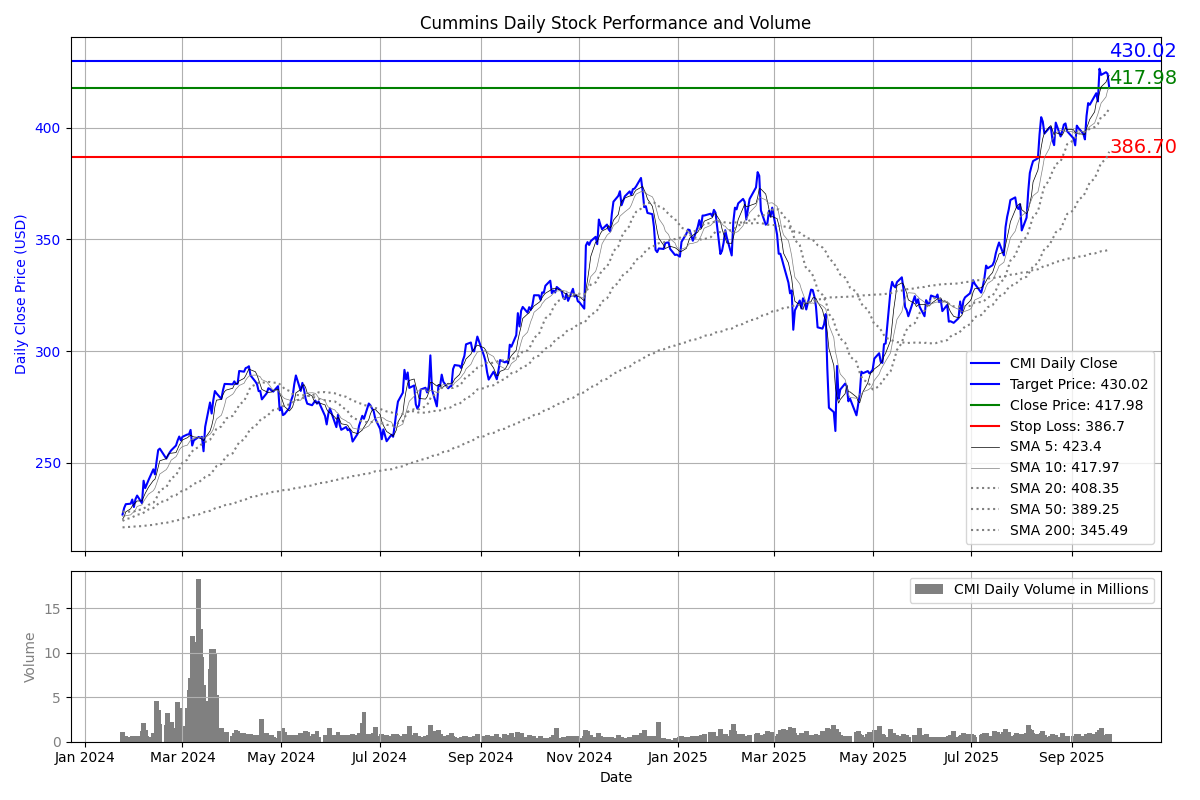 Cummins Daily Stock Performance and Volume
430.02
417.98
400
386.70
350
300
250
Daily Close Price (USD)
CMI Daily Close
Target Price: 430.02
Close Price: 417.98
Stop Loss: 386.7
SMA 5: 423.4
SMA 10: 417.97
SMA 20: 408.35
SMA 50: 389.25
SMA 200: 345.49
CMI Daily Volume in Millions
15
10
5
0
Volume
Jan 2024 Mar 2024 May 2024 Jul 2024 Sep 2024 Nov 2024 Jan 2025 Mar 2025 May 2025 Jul 2025 Sep 2025
Date